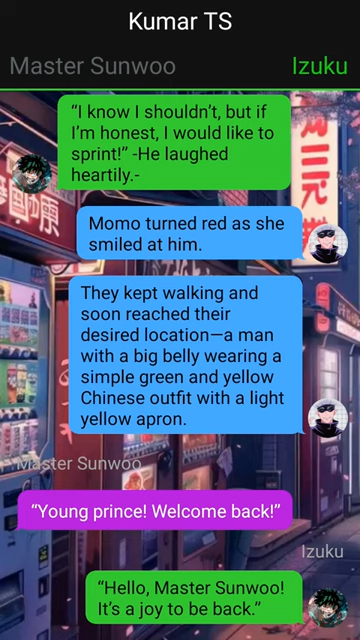 Kumar TS
Master Sunwoo
Izuku
“I know I shouldn’t, but if
I’m honest, I would like to
sprint!” -He laughed
heartily.-
Momo turned red as she
smiled at him.
They kept walking and
soon reached their
desired location—a man
with a big belly wearing a
simple green and yellow
Chinese outfit with a light
yellow apron.
Master Sunwoo
“Young prince! Welcome back!”
Izuku
“Hello, Master Sunwoo!
It’s a joy to be back.”